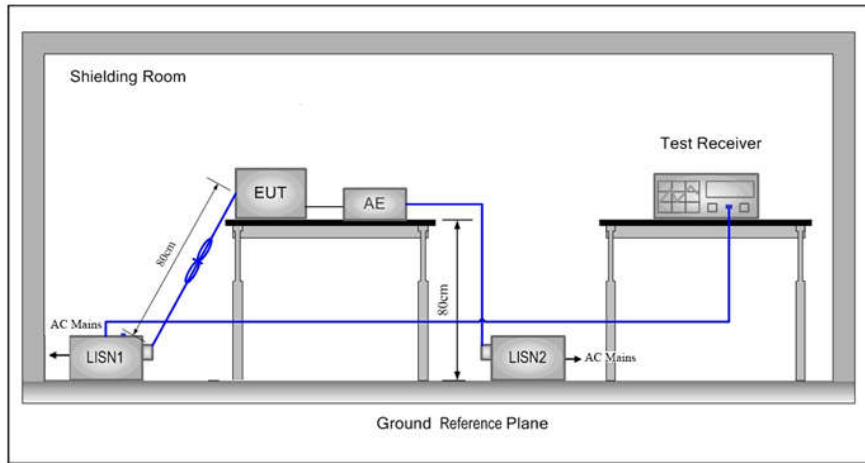 Shielding Room
Test Receiver
EUT
AE
80cm
80cm
AC Mains
LISN1
LISN2
AC Mains
Ground Reference Plane